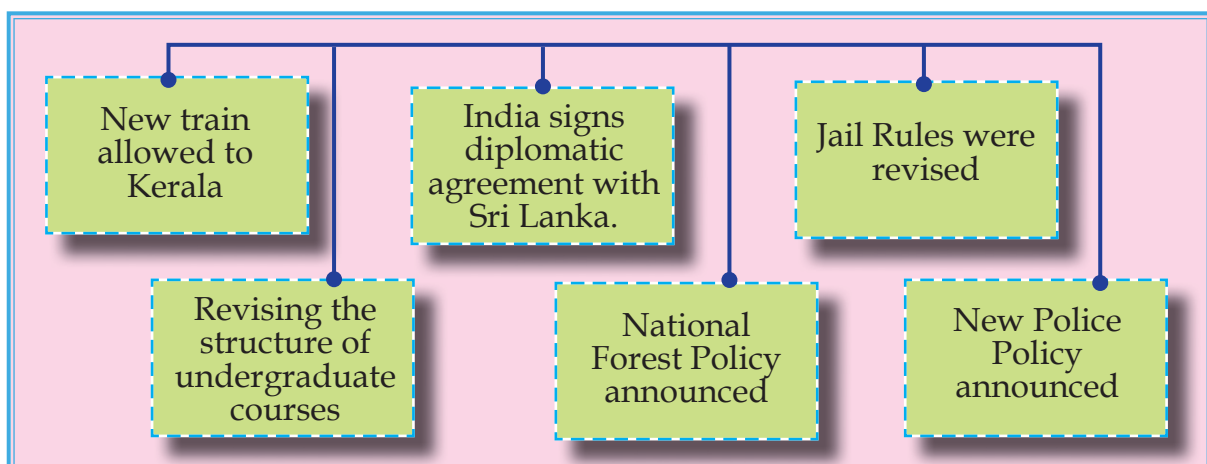 New train
allowed to
Kerala
India signs
diplomatic
agreement with
Sri Lanka.
Jail Rules were
revised
Revising the
structure of
undergraduate
courses
National
Forest Policy
announced
New Police
Policy
announced